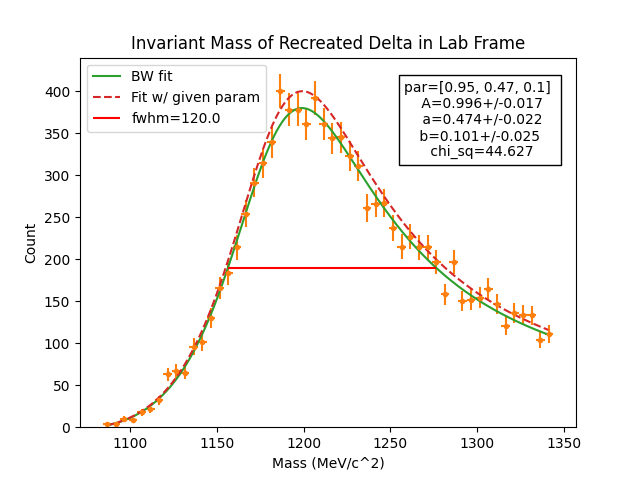 Invariant Mass of Recreated Delta in Lab Frame
BW fit
Fit w/ given param
fwhm=120.0
par=[0.95, 0.47, 0.1]
A=0.996+/-0.017
a=0.474+/-0.022
b=0.101+/-0.025
chi_sq=44.627
Count
400
350
300
250
200
150
100
50
0
1100
1150
1200
1250
1300
1350
Mass (MeV/c^2)